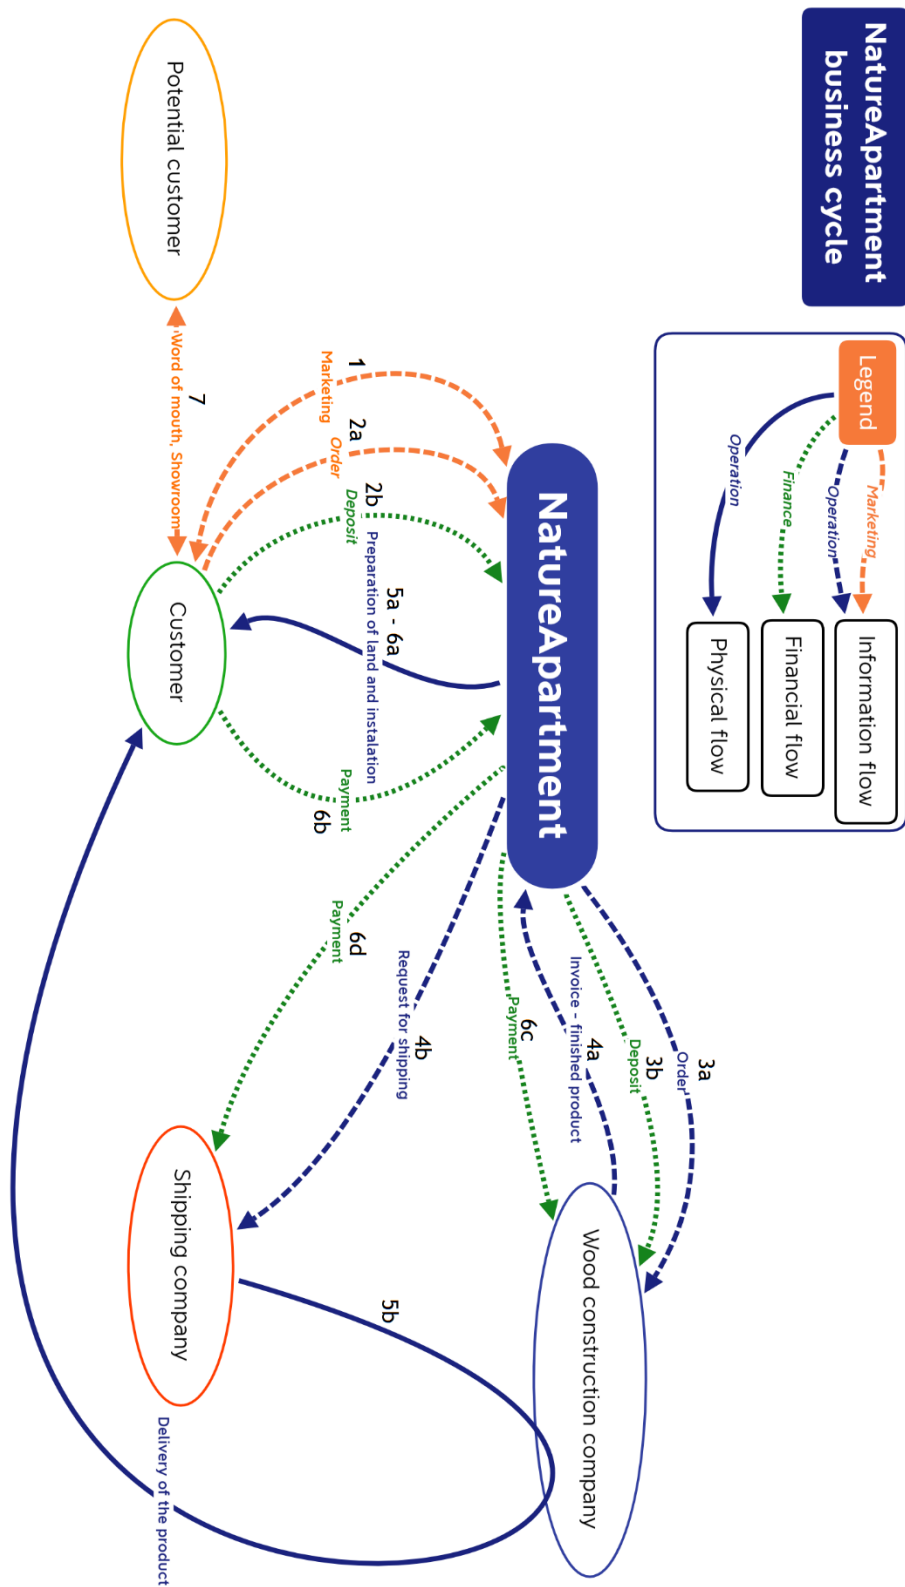 NatureApartment
business cycle
Legend
Marketing
Operation
Finance
Operation
Information flow
Financial flow
Physical flow
NatureApartment
Potential customer
7
Word of mouth, Showroom
1
Marketing
2a
Order
2b
Deposit
5a - 6a
Preparation of land and instalation
Customer
Payment
6b
6d
Payment
4b
Request for shipping
6c
Payment
4a
Invoice - finished product
3b
Deposit
3a
Order
Wood construction company
Shipping company
5b
Delivery of the product